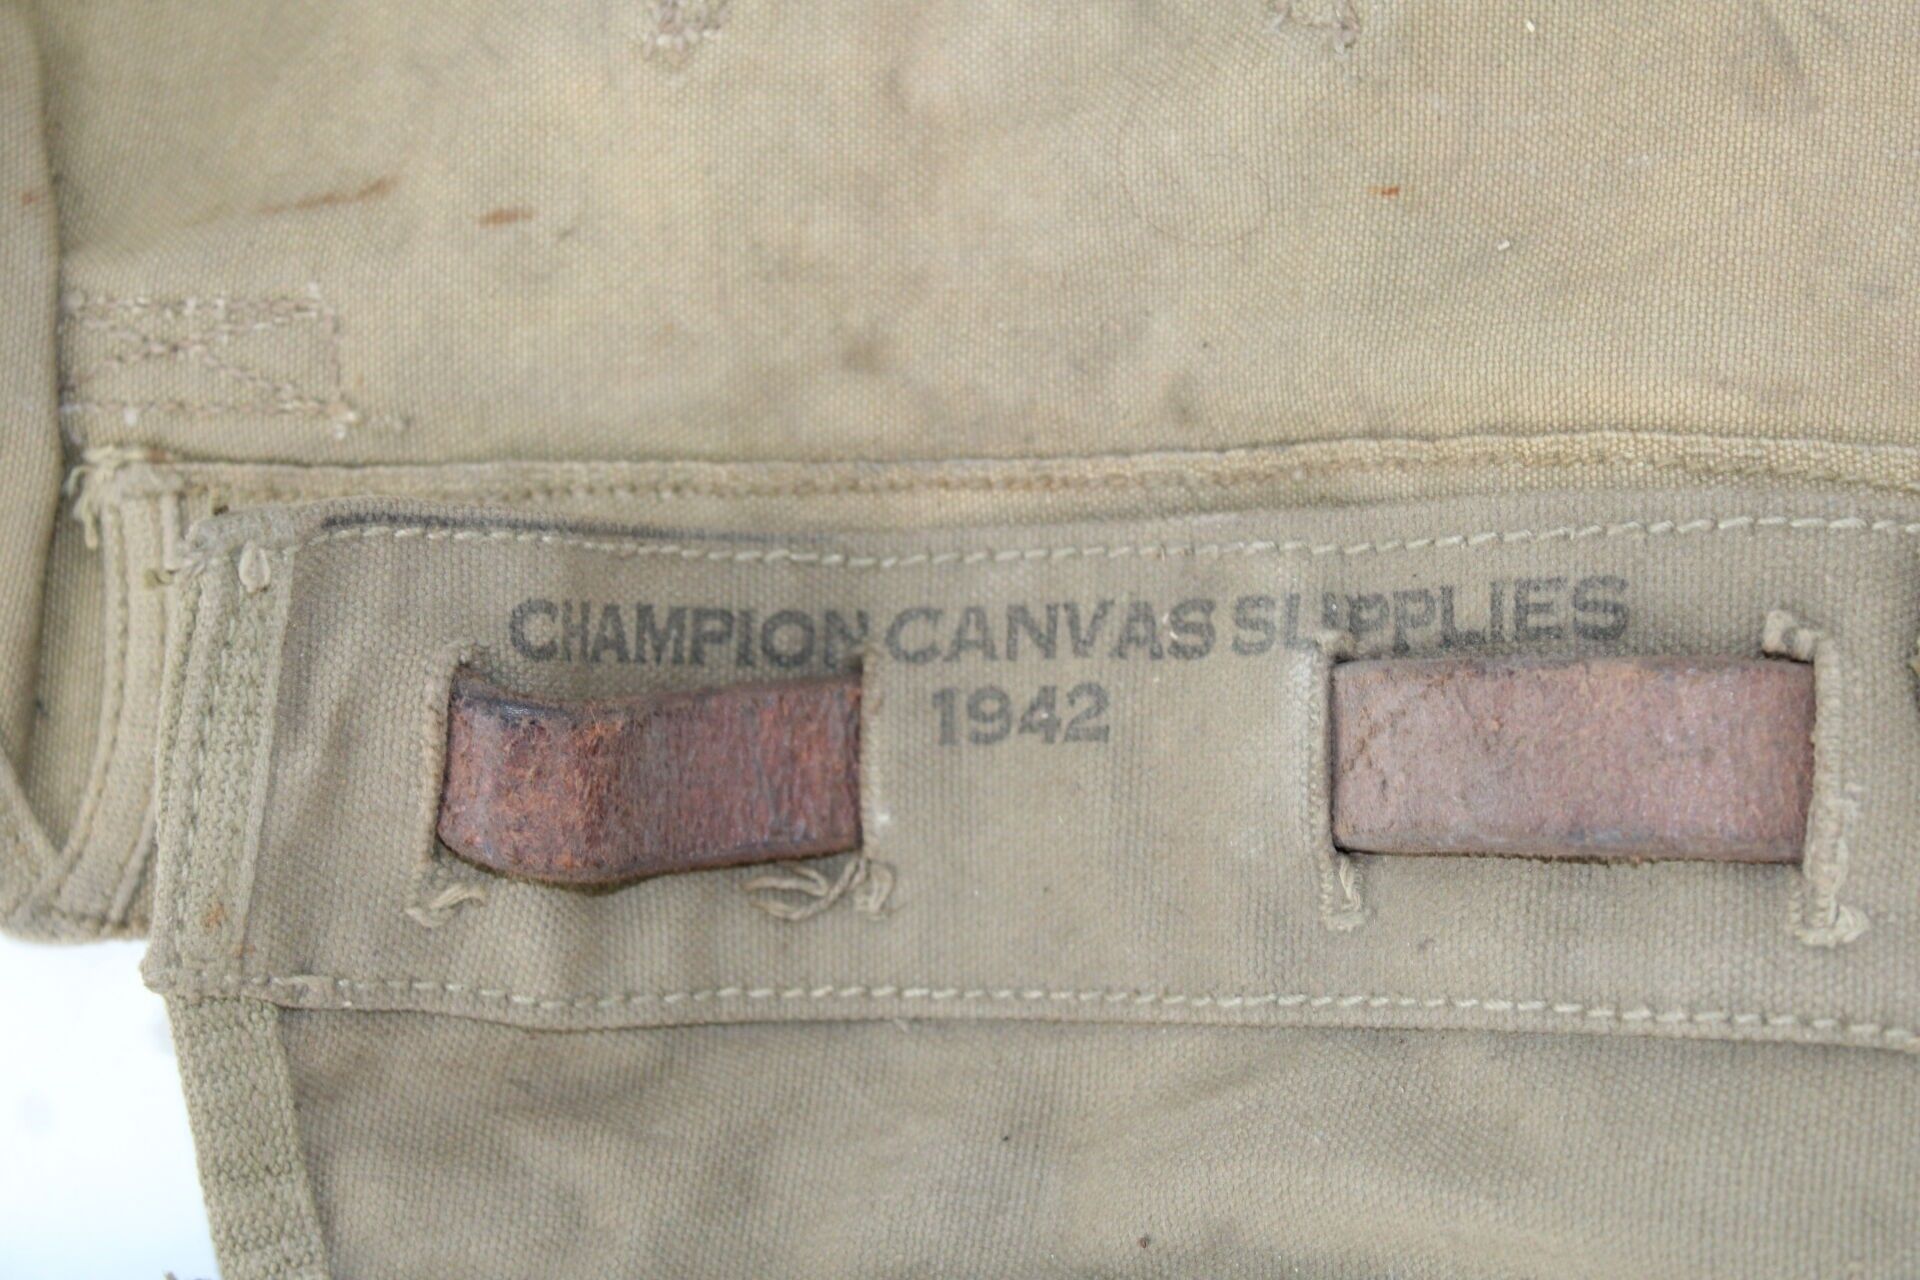 CHAMPION CANVAS SUPPLIES
1942